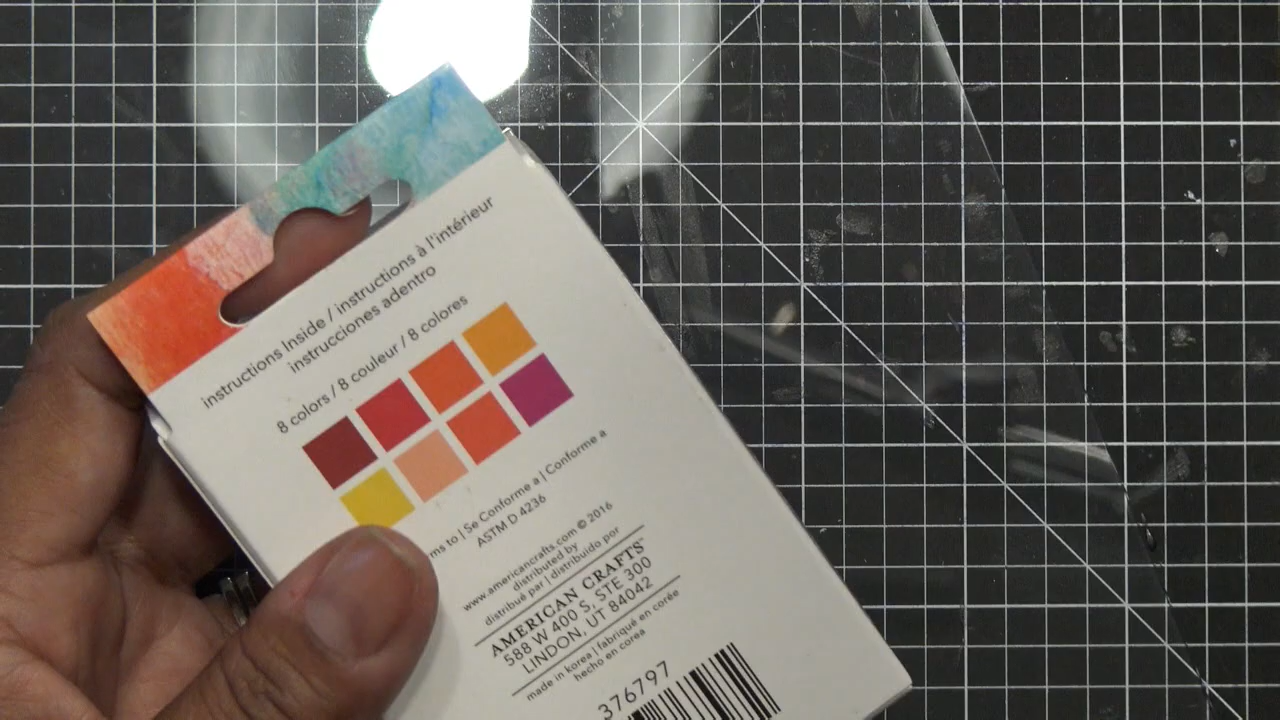 instructions Inside / instructions à l'intérieur
instrucciones adentro
8 colors / 8 couleur / 8 colores
ms to | Se Conforme a | Conforme a
ASTM D 4236
www.americancrafts.com © 2016
distributed by
distribué par | distribuido por
AMERICAN CRAFTS™
588 W 400 S, STE 300
LINDON, UT 84042
made in korea | fabriqué en corée
hecho en corea
376797